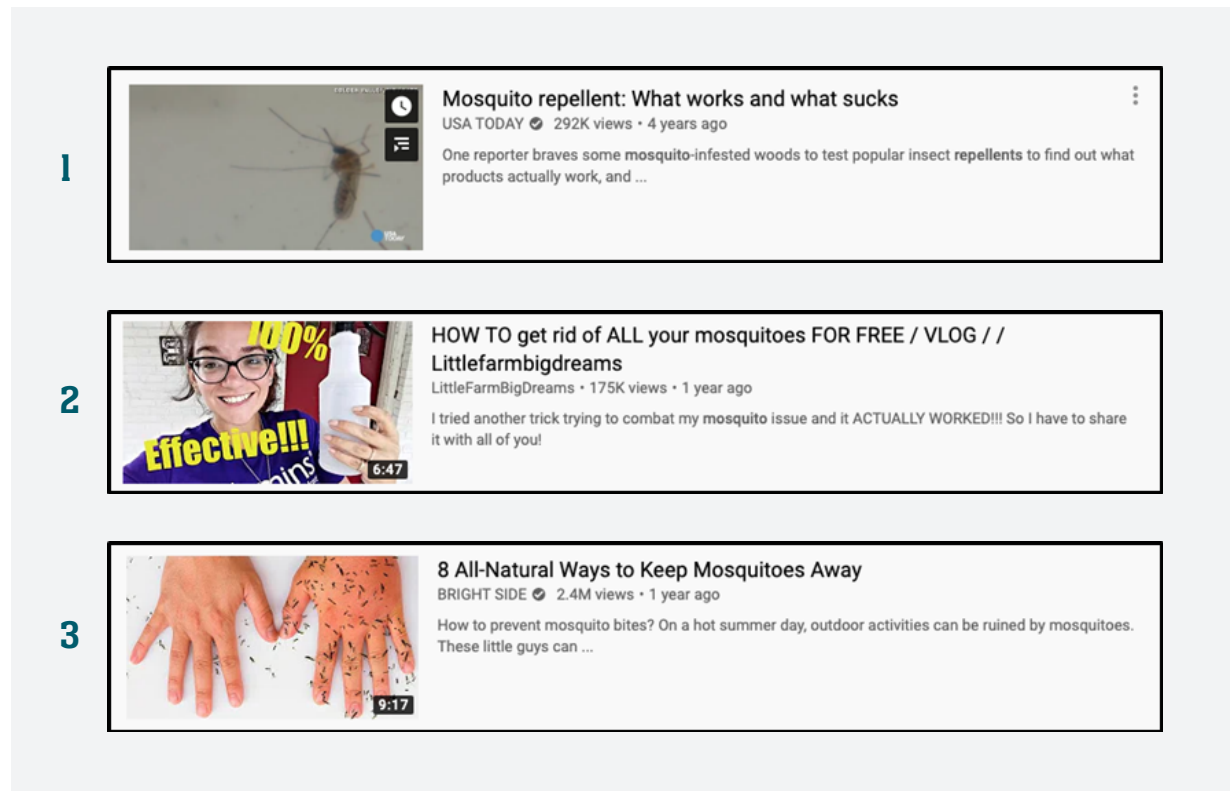 1
Mosquito repellent: What works and what sucks
USA TODAY 292K views • 4 years ago
One reporter braves some mosquito-infested woods to test popular insect repellents to find out what
products actually work, and ...
USA
TODAY
2
100%
Effective!!!
6:47
HOW TO get rid of ALL your mosquitoes FOR FREE / VLOG / /
Littlefarmbigdreams
LittleFarmBigDreams • 175K views • 1 year ago
I tried another trick trying to combat my mosquito issue and it ACTUALLY WORKED!!! So I have to share
it with all of you!
3
9:17
8 All-Natural Ways to Keep Mosquitoes Away
BRIGHT SIDE 2.4M views • 1 year ago
How to prevent mosquito bites? On a hot summer day, outdoor activities can be ruined by mosquitoes.
These little guys can ...